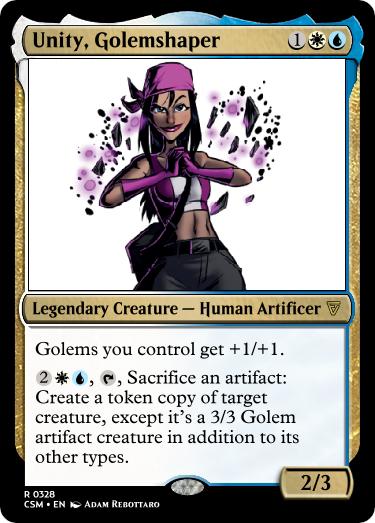 Unity, Golemshaper 1
Legendary Creature — Human Artificer
Golems you control get +1/+1.
2, , Sacrifice an artifact:
Create a token copy of target
creature, except it's a 3/3 Golem
artifact creature in addition to its
other types.
2/3
R 0328
CSM • EN Adam Rebottaro